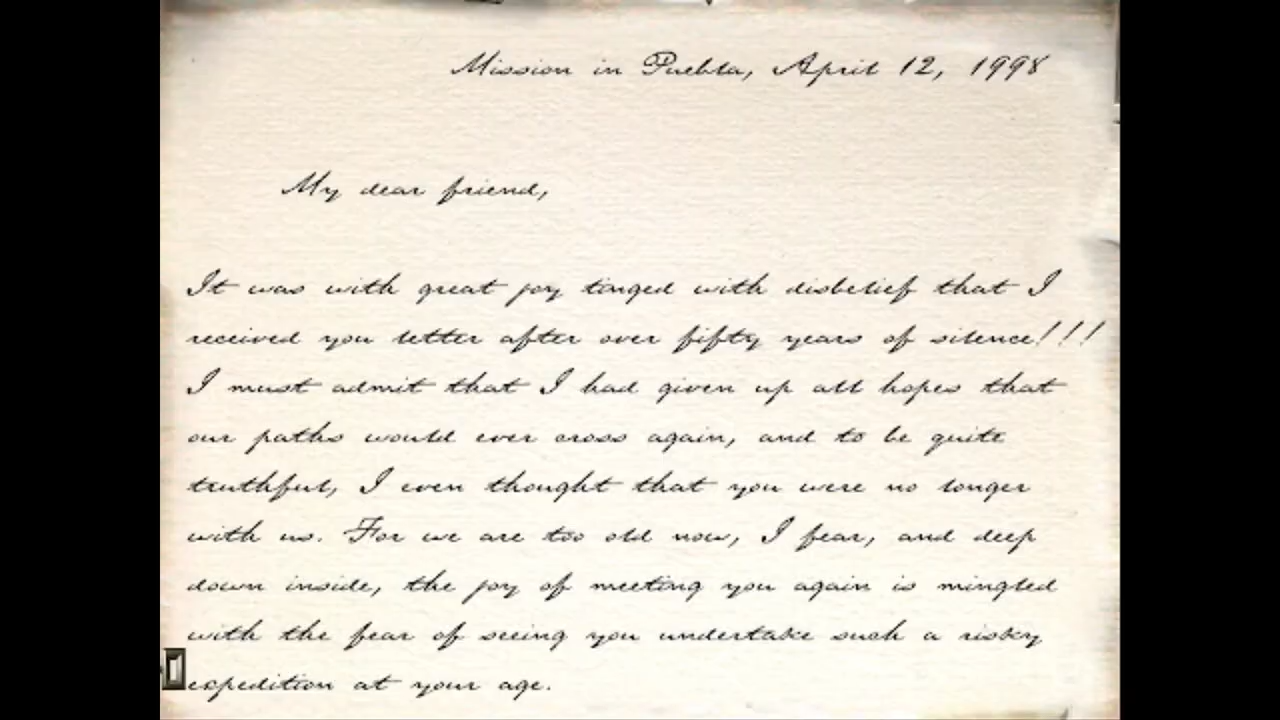 Mission in Puebla, April 12, 1998
My dear friend,
It was with great joy tinged with disbelief that I
received you letter after over fifty years of silence!!!
I must admit that I had given up all hopes that
our paths would ever cross again, and to be quite
truthful, I even thought that you were no longer
with us. For we are too old now, I fear, and deep
down inside, the joy of meeting you again is mingled
with the fear of seeing you undertake such a risky
expedition at your age.